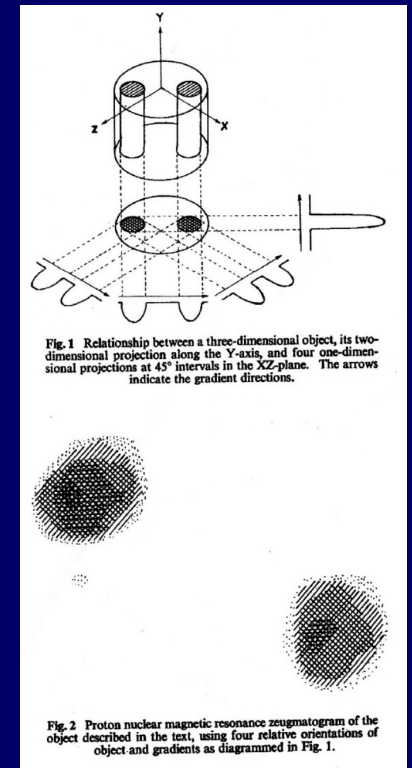 Y
Z
X
Fig. 1 Relationship between a three-dimensional object, its two-
dimensional projection along the Y-axis, and four one-dimen-
sional projections at 45° intervals in the XZ-plane. The arrows
indicate the gradient directions.
Fig. 2 Proton nuclear magnetic resonance zeugmatogram of the
object described in the text, using four relative orientations of
object and gradients as diagrammed in Fig. 1.